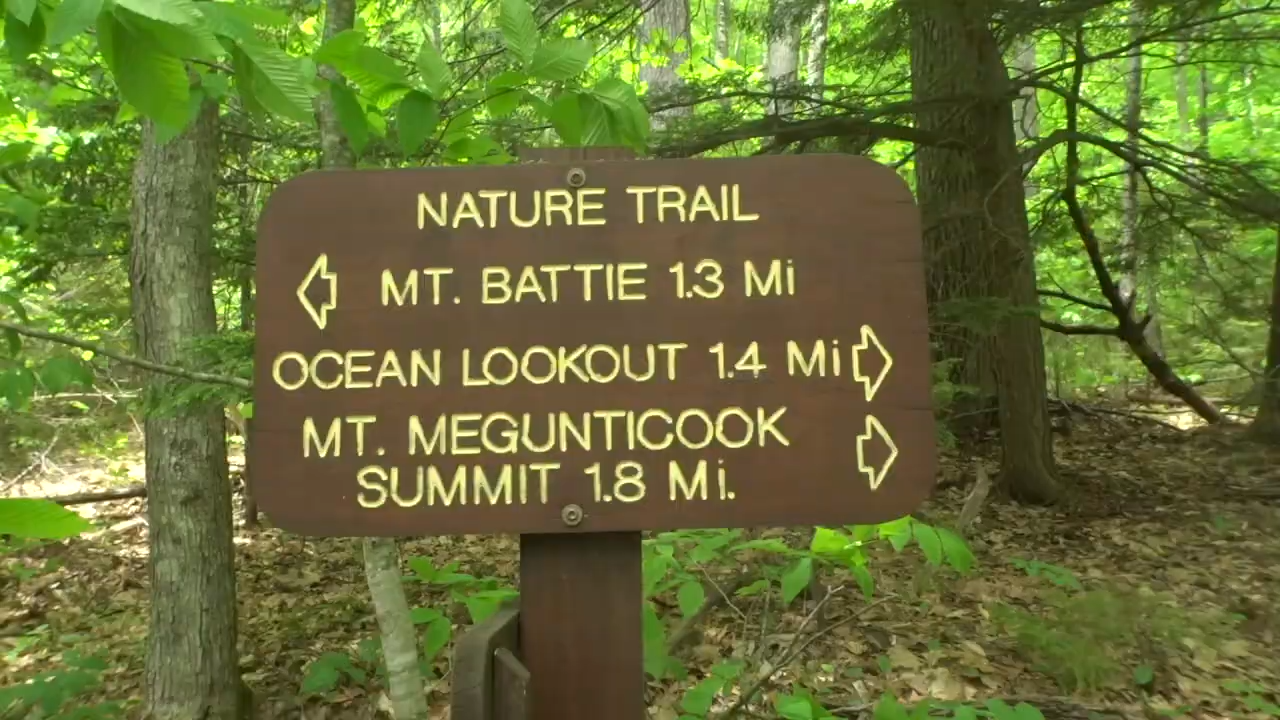 NATURE TRAIL
MT. BATTIE 1.3 Mi
OCEAN LOOKOUT 1.4 Mi
MT. MEGUNTICOOK
SUMMIT 1.8 Mi.